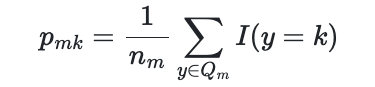 p_{mk} = \frac{1}{n_m} \sum_{y \in Q_m} I(y = k)